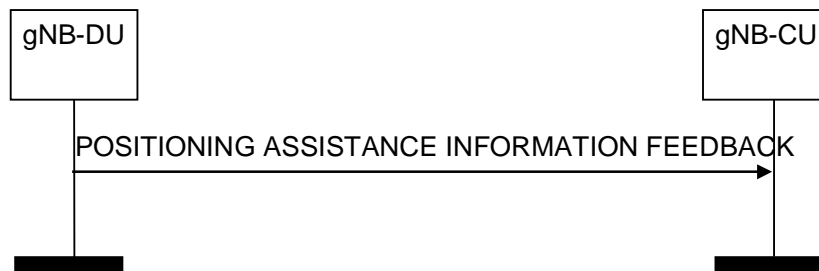 gNB-DU
gNB-CU
POSITIONING ASSISTANCE INFORMATION FEEDBACK